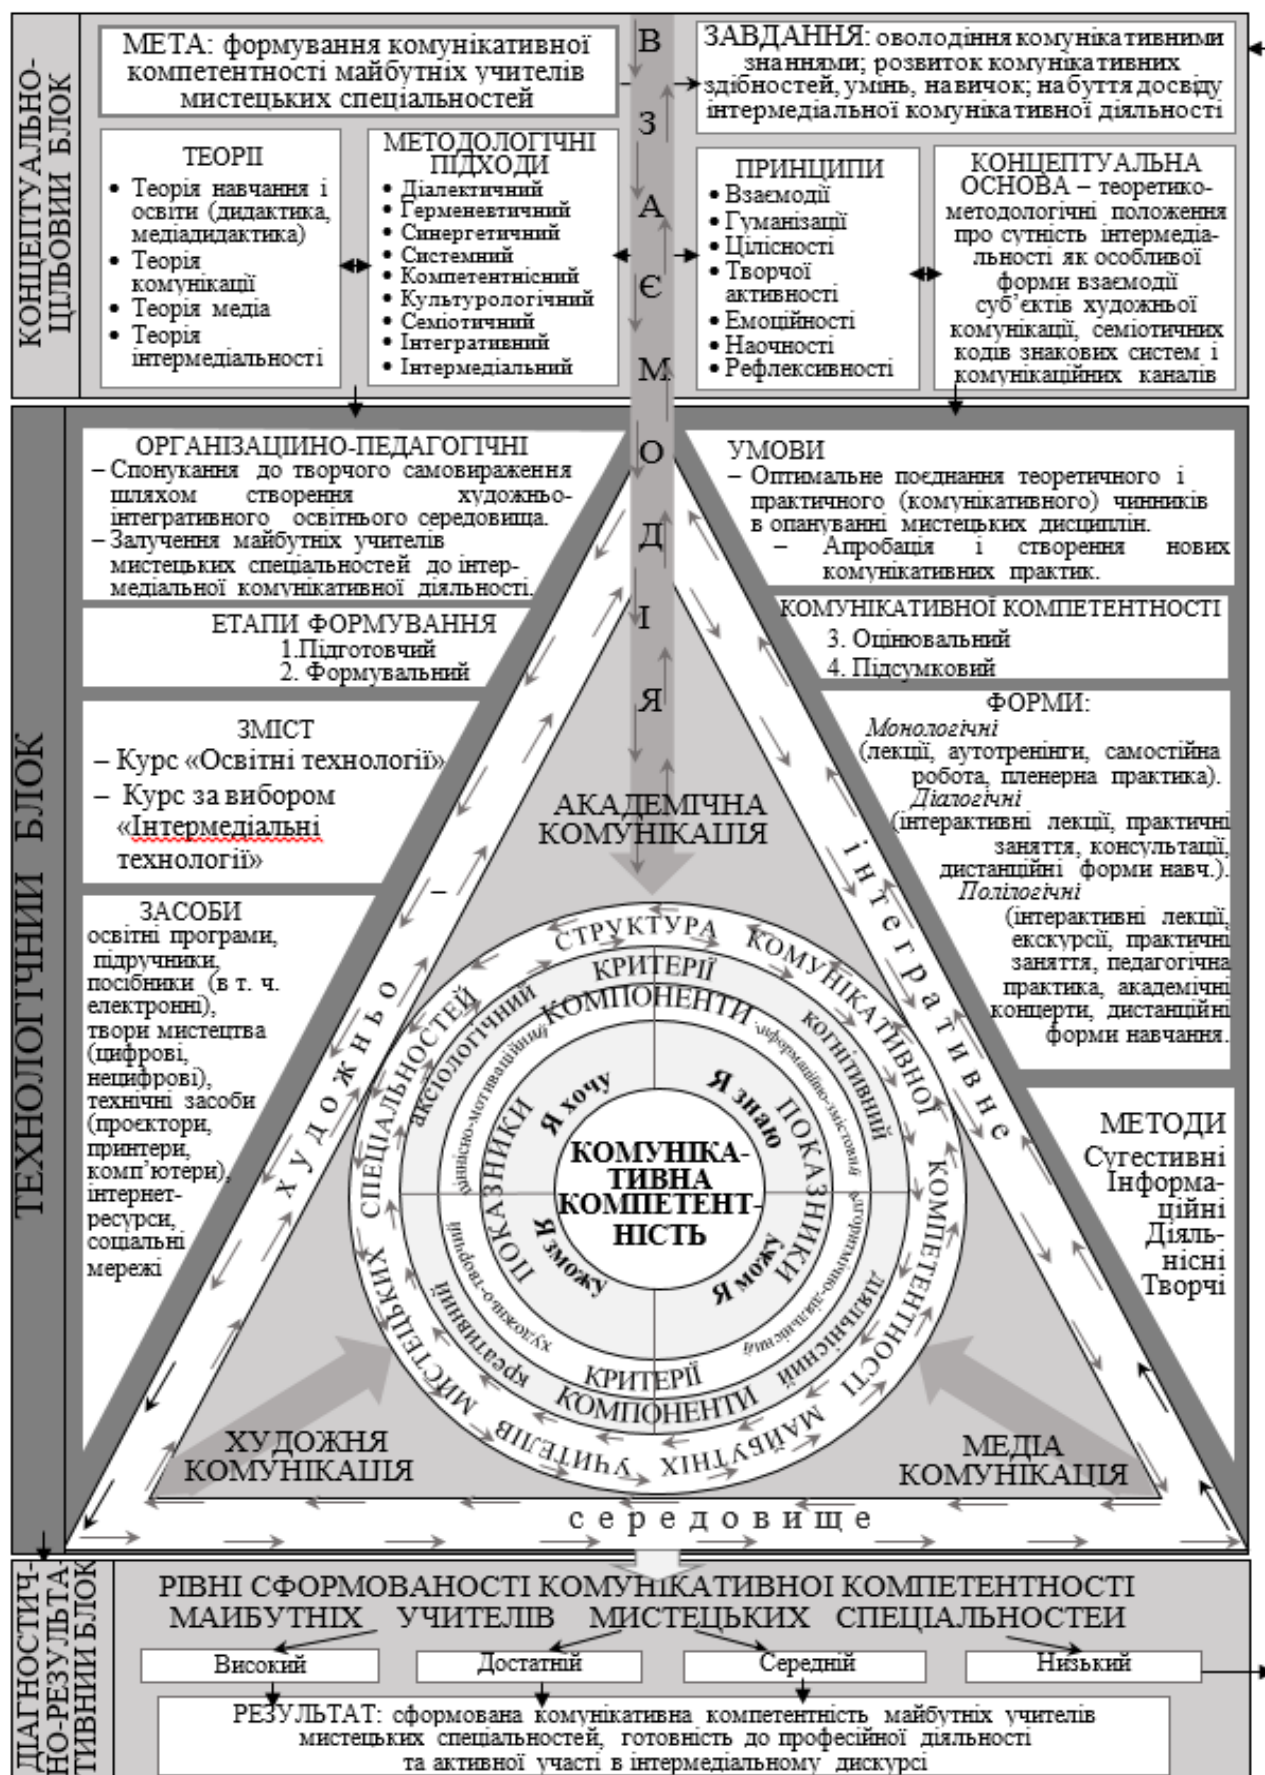 КОНЦЕПТУАЛЬНО-
ЦІЛЬОВИЙ БЛОК
МЕТА: формування комунікативної
компетентності майбутніх учителів
мистецьких спеціальностей
ЗАВДАННЯ: оволодіння комунікативними
знаннями; розвиток комунікативних
здібностей, умінь, навичок; набуття досвіду
інтермедіальної комунікативної діяльності
ВЗАЄМОДІЯ
ТЕОРІЇ
• Теорія навчання і
освіти (дидактика,
медіадидактика)
• Теорія
комунікації
• Теорія медіа
• Теорія
інтермедіальності
МЕТОДОЛОГІЧНІ
ПІДХОДИ
• Діалектичний
• Герменевтичний
• Синергетичний
• Системний
• Компетентнісний
• Культурологічний
• Семіотичний
• Інтегративний
• Інтермедіальний
ПРИНЦИПИ
• Взаємодії
• Гуманізації
• Цілісності
• Творчої
активності
• Емоційності
• Наочності
• Рефлексивності
КОНЦЕПТУАЛЬНА
ОСНОВА – теоретико-
методологічні положення
про сутність інтермедіа-
льності як особливої
форми взаємодії
суб’єктів художньої
комунікації, семіотичних
кодів знакових систем і
комунікаційних каналів
ТЕХНОЛОГІЧНИЙ БЛОК
ОРГАНІЗАЦІЙНО-ПЕДАГОГІЧНІ
– Спонукання до творчого самовираження
шляхом створення художньо-
інтегративного освітнього середовища.
– Залучення майбутніх учителів
мистецьких спеціальностей до інтер-
медіальної комунікативної діяльності.
УМОВИ
– Оптимальне поєднання теоретичного і
практичного (комунікативного) чинників
в опануванні мистецьких дисциплін.
– Апробація і створення нових
комунікативних практик.
ЕТАПИ ФОРМУВАННЯ
1.Підготовчий
2. Формувальний
КОМУНІКАТИВНОЇ КОМПЕТЕНТНОСТІ
3. Оцінювальний
4. Підсумковий
ЗМІСТ
– Курс «Освітні технології»
– Курс за вибором
«Інтермедіальні
технології»
ФОРМИ:
Монологічні
(лекції, аутотренінги, самостійна
робота, пленерна практика).
Діалогічні
(інтерактивні лекції, практичні
заняття, консультації,
дистанційні форми навч.).
Полілогічні
(інтерактивні лекції,
екскурсії, практичні
заняття, педагогічна
практика, академічні
концерти, дистанційні
форми навчання.
ЗАСОБИ
освітні програми,
підручники,
посібники (в т. ч.
електронні),
твори мистецтва
(цифрові,
нецифрові),
технічні засоби
(проєктори,
принтери,
комп’ютери),
інтернет-
ресурси,
соціальні
мережі
МЕТОДИ
Сугестивні
Інформа-
ційні
Діяль-
нісні
Творчі
художньо –
інтегративне
середовище
АКАДЕМІЧНА
КОМУНІКАЦІЯ
СТРУКТУРА КОМУНІКАТИВНОЇ КОМПЕТЕНТНОСТІ МАЙБУТНІХ УЧИТЕЛІВ МИСТЕЦЬКИХ СПЕЦІАЛЬНОСТЕЙ
КРИТЕРІЇ
КОМПОНЕНТИ
аксіологічний
когнітивний
ціннісно-мотиваційний
інформаційно-змістовний
ПОКАЗНИКИ
ПОКАЗНИКИ
Я хочу
Я знаю
КОМУНІКА-
ТИВНА
КОМПЕТЕНТ-
НІСТЬ
Я зможу
Я можу
художньо-творчий
алгоритмічно-діяльнісний
креативний
діяльнісний
КРИТЕРІЇ
КОМПОНЕНТИ
ХУДОЖНЯ
КОМУНІКАЦІЯ
МЕДІА
КОМУНІКАЦІЯ
ДІАГНОСТИЧ-
НО-РЕЗУЛЬТА-
ТИВНИЙ БЛОК
РІВНІ СФОРМОВАНОСТІ КОМУНІКАТИВНОЇ КОМПЕТЕНТНОСТІ
МАЙБУТНІХ УЧИТЕЛІВ МИСТЕЦЬКИХ СПЕЦІАЛЬНОСТЕЙ
Високий
Достатній
Середній
Низький
РЕЗУЛЬТАТ: сформована комунікативна компетентність майбутніх учителів
мистецьких спеціальностей, готовність до професійної діяльності
та активної участі в інтермедіальному дискурсі